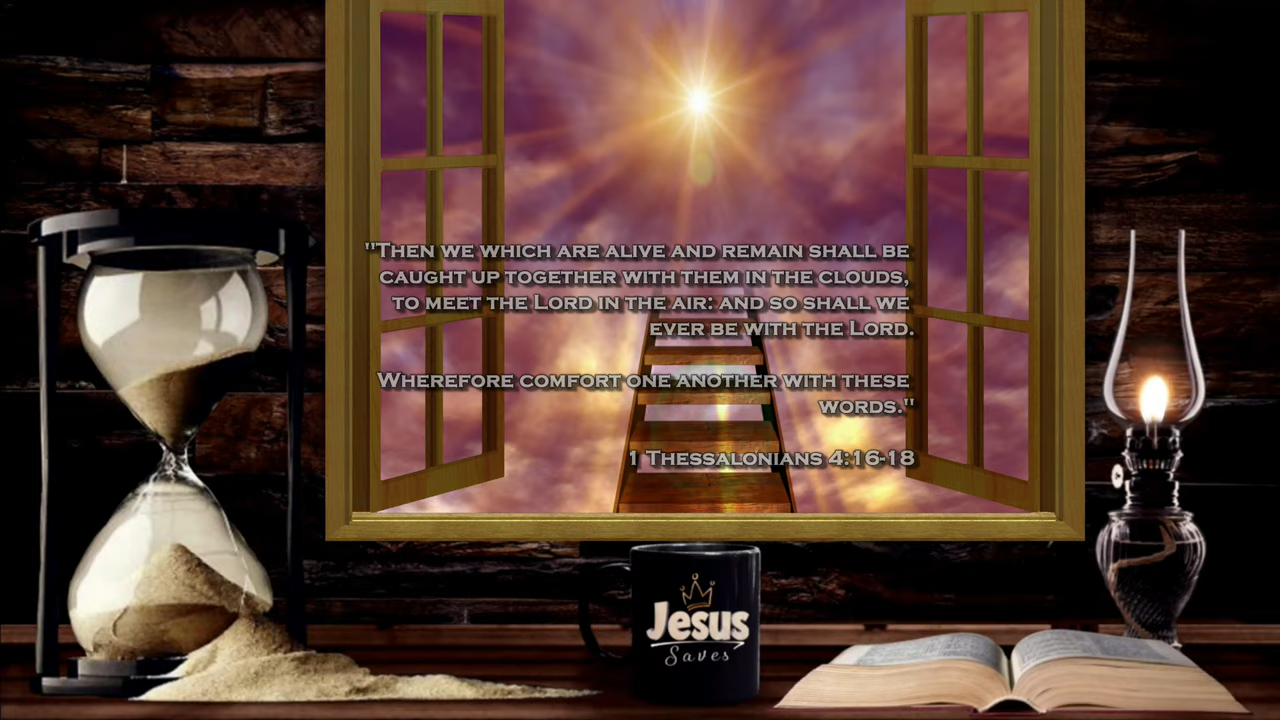 "Then we which are alive and remain shall be
caught up together with them in the clouds,
to meet the Lord in the air: and so shall we
ever be with the Lord.
Wherefore comfort one another with these
words."
1 Thessalonians 4:16-18
Jesus
Saves